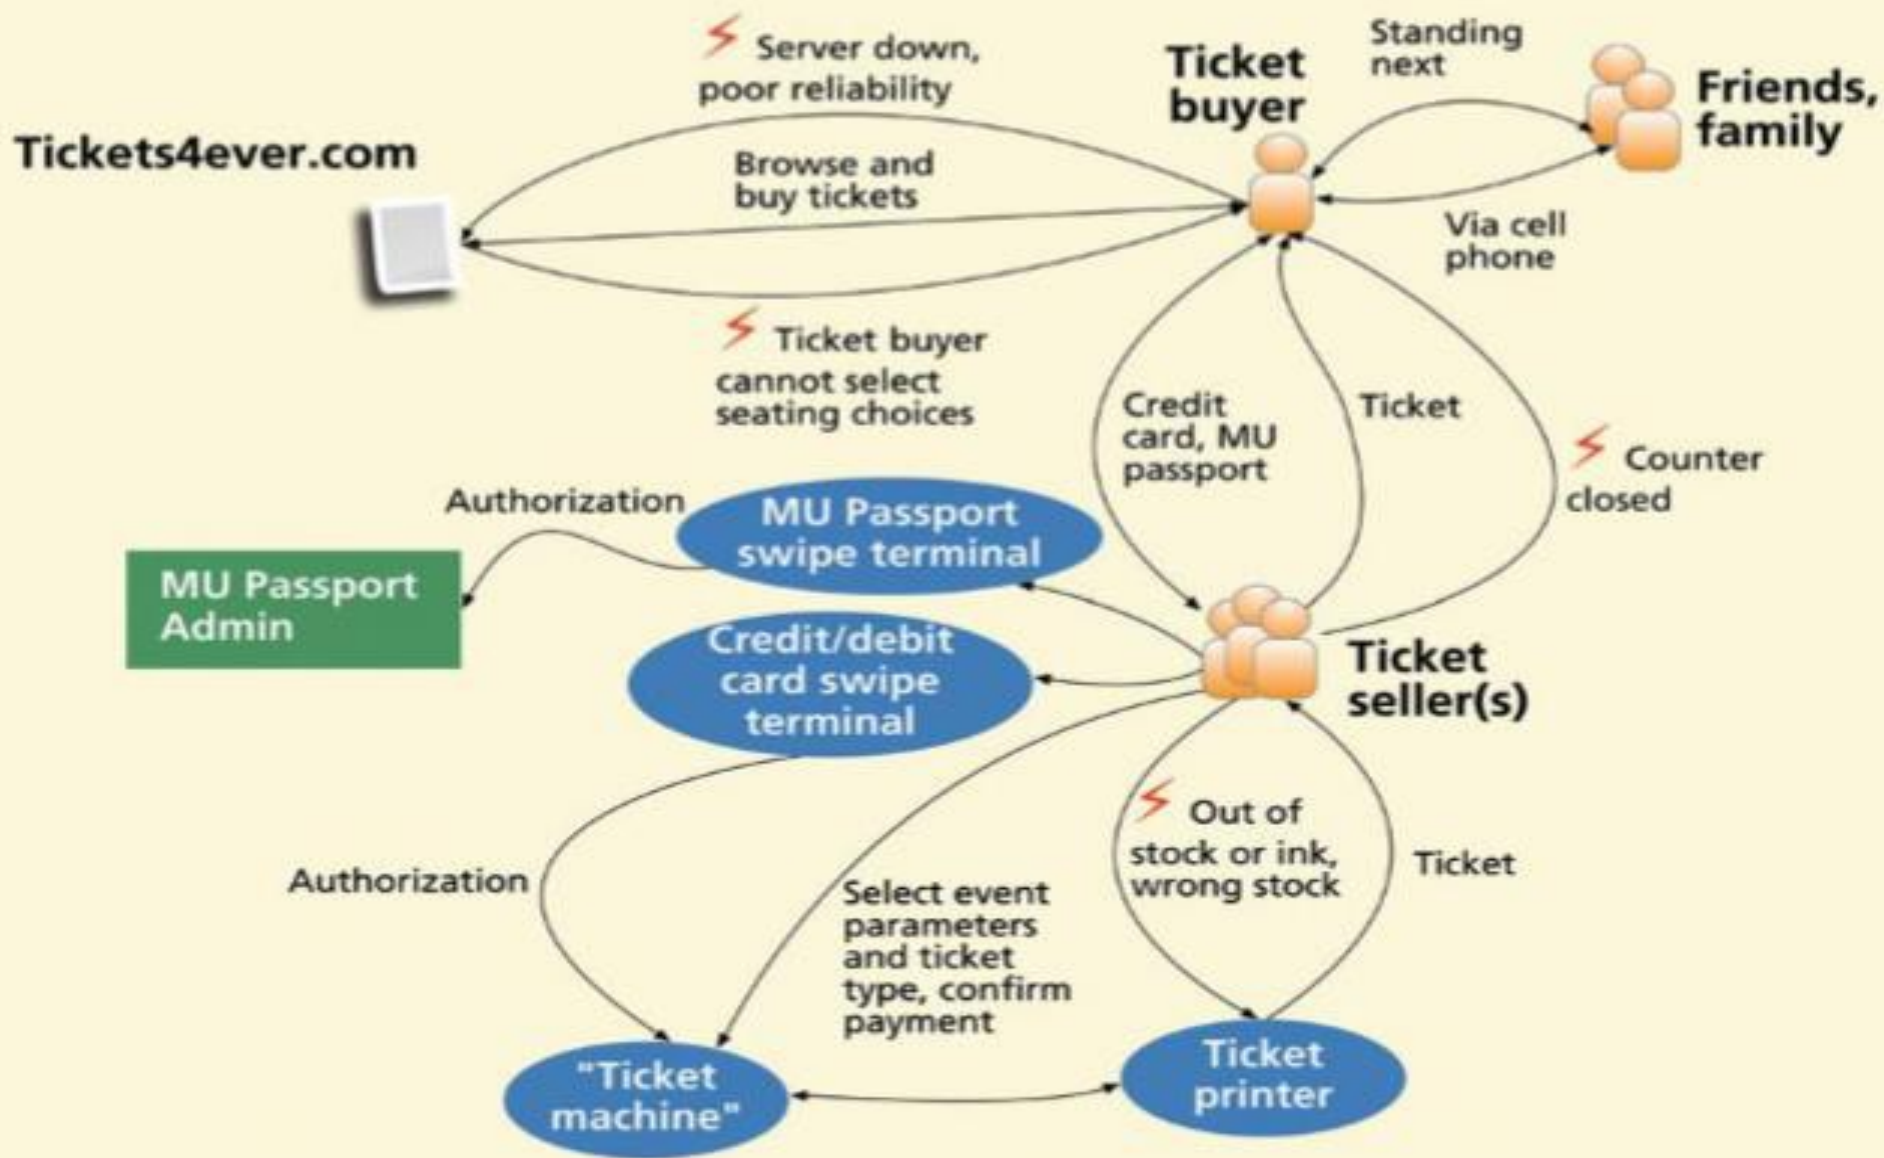 Server down,
poor reliability
Ticket
buyer
Standing
next
Friends,
family
Tickets4ever.com
Browse and
buy tickets
Via cell
phone
Ticket buyer
cannot select
seating choices
Credit
card, MU
passport
Ticket
Counter
closed
Authorization
MU Passport
swipe terminal
MU Passport
Admin
Credit/debit
card swipe
terminal
Ticket
seller(s)
Out of
stock or ink,
wrong stock
Ticket
Authorization
Select event
parameters
and ticket
type, confirm
payment
"Ticket
machine"
Ticket
printer